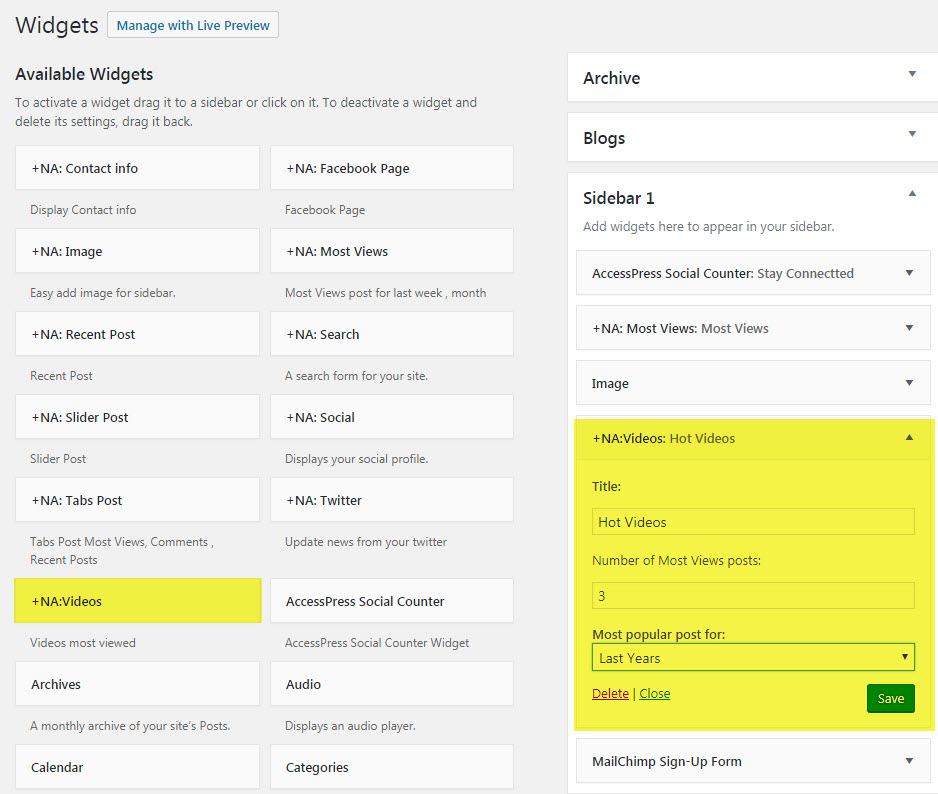 Widgets
Manage with Live Preview
Available Widgets
To activate a widget drag it to a sidebar or click on it. To deactivate a widget and
delete its settings, drag it back.
+NA: Contact info
+NA: Facebook Page
Display Contact info
Facebook Page
+NA: Image
+NA: Most Views
Easy add image for sidebar.
Most Views post for last week , month
+NA: Recent Post
+NA: Search
Recent Post
A search form for your site.
+NA: Slider Post
+NA: Social
Slider Post
Displays your social profile.
+NA: Tabs Post
+NA: Twitter
Tabs Post Most Views, Comments ,
Recent Posts
Update news from your twitter
+NA:Videos
AccessPress Social Counter
Videos most viewed
AccessPress Social Counter Widget
Archives
Audio
A monthly archive of your site's Posts.
Displays an audio player.
Calendar
Categories
Archive
Blogs
Sidebar 1
Add widgets here to appear in your sidebar.
AccessPress Social Counter: Stay Connectted
+NA: Most Views: Most Views
Image
+NA:Videos: Hot Videos
Title:
Hot Videos
Number of Most Views posts:
3
Most popular post for:
Last Years
Delete | Close
Save
MailChimp Sign-Up Form